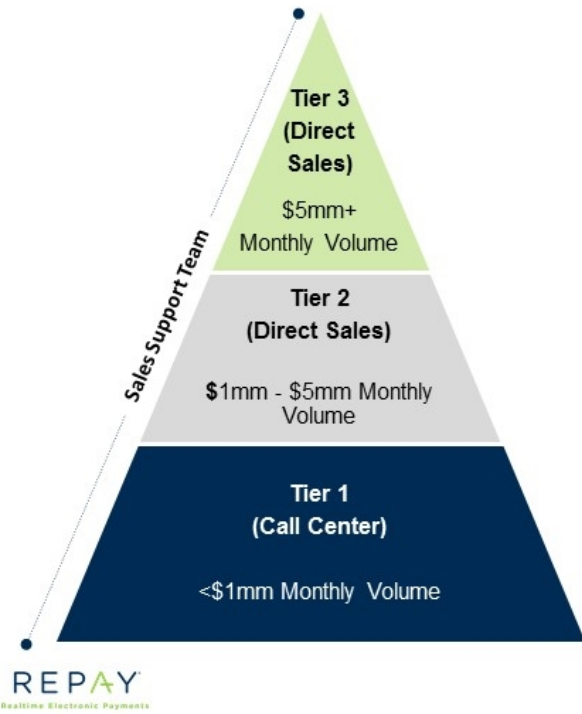 Tier 3
(Direct
Sales)
$5mm+
Monthly Volume
Sales Support Team
Tier 2
(Direct Sales)
$1mm - $5mm Monthly
Volume
Tier 1
(Call Center)
<$1mm Monthly Volume
REPAY
Realtime Electronic Payments